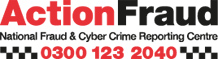 ActionFraud
National Fraud & Cyber Crime Reporting Centre
0300 123 2040